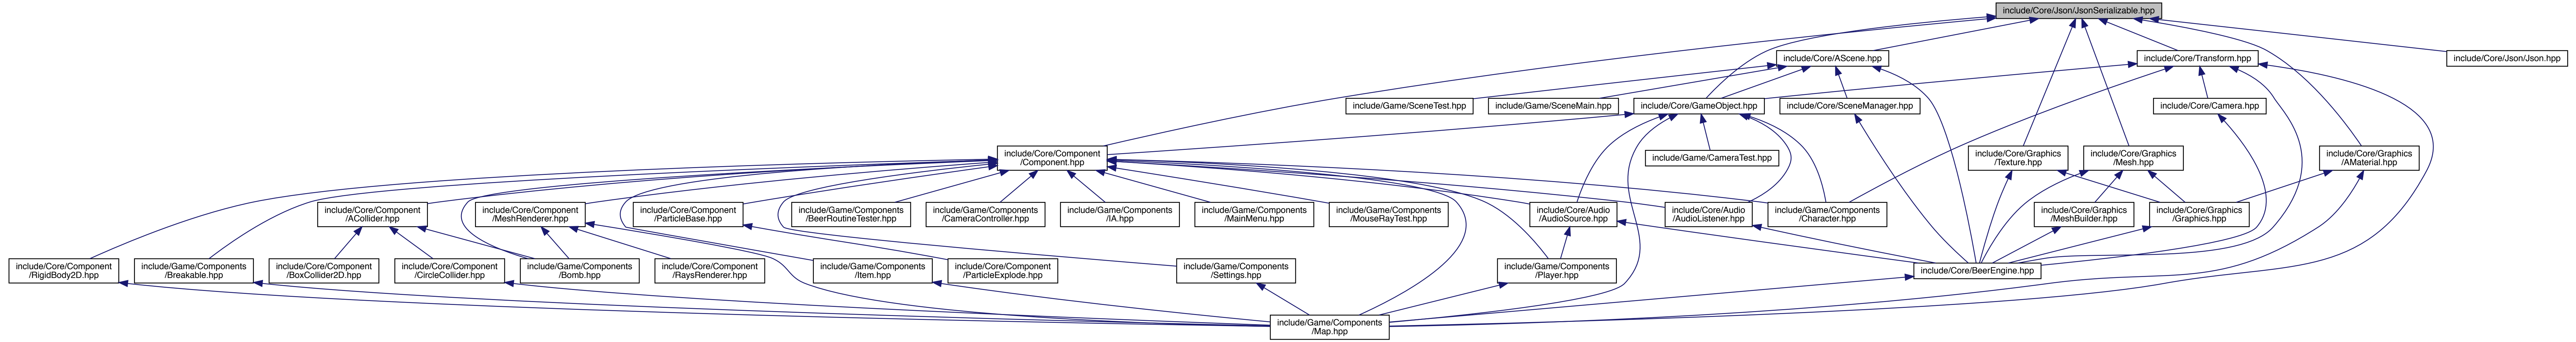 include/Core/Json/JsonSerializable.hpp
include/Core/AScene.hpp
include/Core/Transform.hpp
include/Core/Json/Json.hpp
include/Game/SceneTest.hpp
include/Game/SceneMain.hpp
include/Core/GameObject.hpp
include/Core/SceneManager.hpp
include/Core/Camera.hpp
include/Core/Component
/Component.hpp
include/Game/CameraTest.hpp
include/Core/Graphics
/Texture.hpp
include/Core/Graphics
/Mesh.hpp
include/Core/Graphics
/AMaterial.hpp
include/Core/Component
/ACollider.hpp
include/Core/Component
/MeshRenderer.hpp
include/Core/Component
/ParticleBase.hpp
include/Game/Components
/BeerRoutineTester.hpp
include/Game/Components
/CameraController.hpp
include/Game/Components
/IA.hpp
include/Game/Components
/MainMenu.hpp
include/Game/Components
/MouseRayTest.hpp
include/Core/Audio
/AudioSource.hpp
include/Core/Audio
/AudioListener.hpp
include/Game/Components
/Character.hpp
include/Core/Graphics
/MeshBuilder.hpp
include/Core/Graphics
/Graphics.hpp
include/Core/Component
/RigidBody2D.hpp
include/Game/Components
/Breakable.hpp
include/Core/Component
/BoxCollider2D.hpp
include/Core/Component
/CircleCollider.hpp
include/Game/Components
/Bomb.hpp
include/Core/Component
/RaysRenderer.hpp
include/Game/Components
/Item.hpp
include/Core/Component
/ParticleExplode.hpp
include/Game/Components
/Settings.hpp
include/Game/Components
/Player.hpp
include/Core/BeerEngine.hpp
include/Game/Components
/Map.hpp